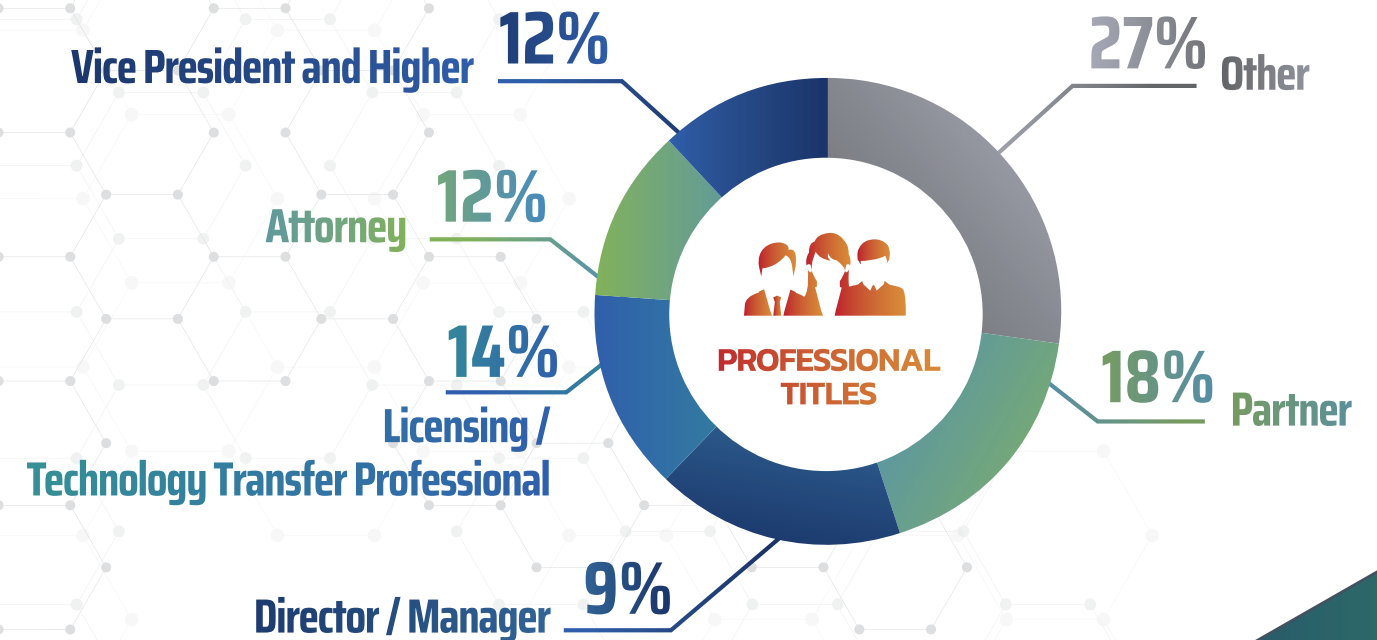 12%
Vice President and Higher
27%
Other
12%
Attorney
14%
Licensing /
Technology Transfer Professional
PROFESSIONAL
TITLES
18%
Partner
9%
Director / Manager